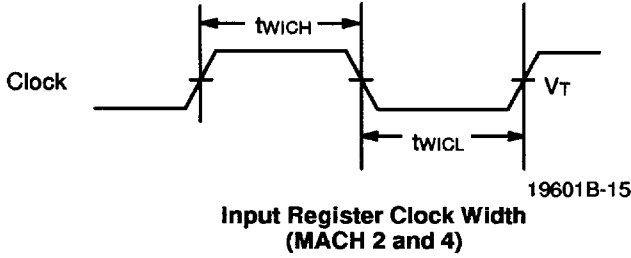 tWICH
Clock
VT
tWICL
19601B-15
Input Register Clock Width
(MACH 2 and 4)